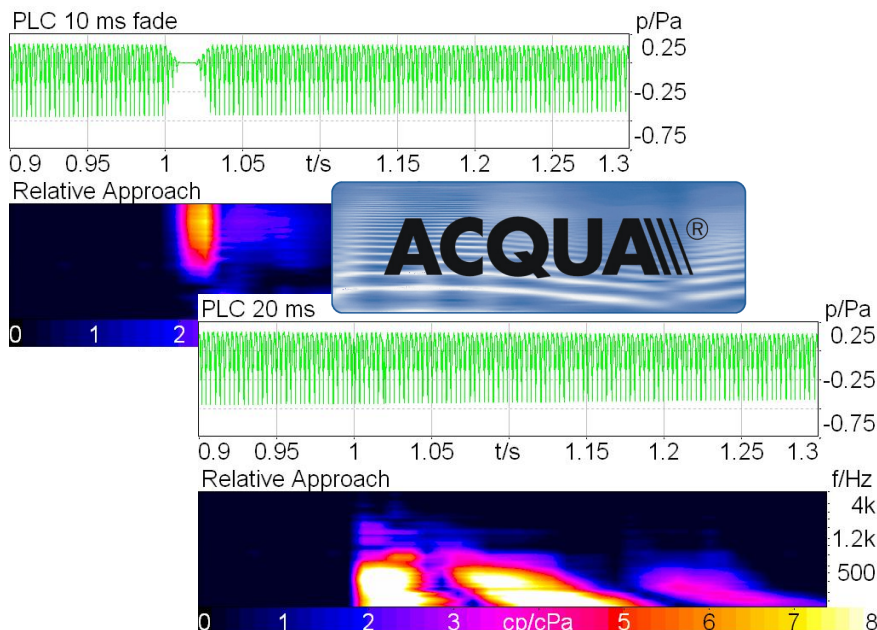 PLC 10 ms fade p/Pa
0.25
-0.25
-0.75
0.9 0.95 1 1.05 t/s 1.15 1.2 1.25 1.3
Relative Approach
ACQUA®
0 1 2
PLC 20 ms p/Pa
0.25
-0.25
-0.75
0.9 0.95 1 1.05 t/s 1.15 1.2 1.25 1.3
Relative Approach f/Hz
4k
1.2k
500
0 1 2 3 cp/cPa 5 6 7 8